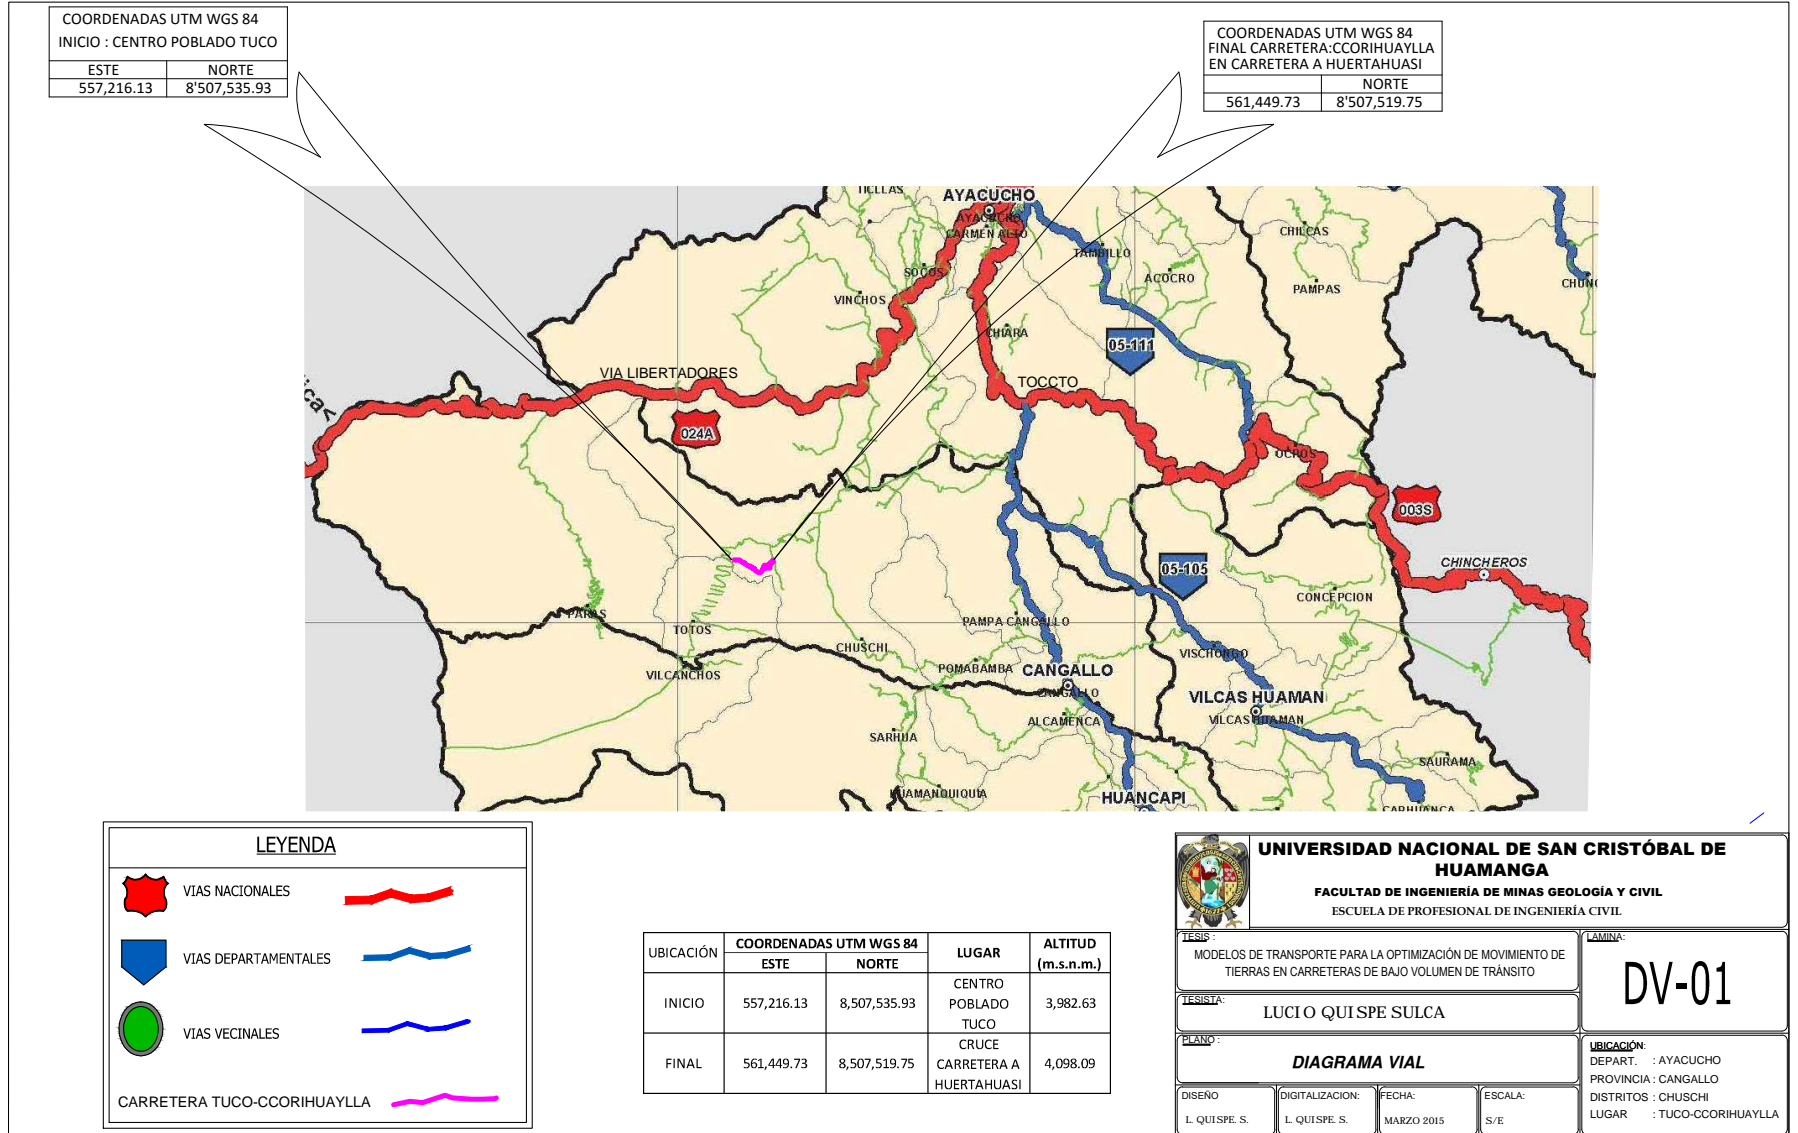 COORDENADAS UTM WGS 84
INICIO : CENTRO POBLADO TUCO
ESTE NORTE
557,216.13 8'507,535.93
COORDENADAS UTM WGS 84
FINAL CARRETERA:CCORIHUAYLLA
EN CARRETERA A HUERTAHUASI
NORTE
561,449.73 8'507,519.75
TICLLAS
AYACUCHO
AYACUCHO
CARMEN ALTO
TAMBILLO
CHILCAS
SOCOS
ACOCRO
PAMPAS
VINCHOS
CHIARA
05-111
VIA LIBERTADORES
TOCCTO
024A
OCROS
003S
CHINCHEROS
05-105
CONCEPCION
PARAS
TOTOS
PAMPA CANGALLO
CHUSCHI
VISCHONGO
VILCANCHOS
POMABAMBA
CANGALLO
CANGALLO
VILCAS HUAMAN
VILCAS HUAMAN
ALCAMENCA
SARHUA
SAURAMA
HUAMANQUIQUIA
HUANCAPI
CARHUANCA
LEYENDA
VIAS NACIONALES
VIAS DEPARTAMENTALES
VIAS VECINALES
CARRETERA TUCO-CCORIHUAYLLA
UBICACIÓN COORDENADAS UTM WGS 84 LUGAR ALTITUD
ESTE NORTE (m.s.n.m.)
INICIO 557,216.13 8,507,535.93 CENTRO POBLADO TUCO 3,982.63
FINAL 561,449.73 8,507,519.75 CRUCE CARRETERA A HUERTAHUASI 4,098.09
UNIVERSIDAD NACIONAL DE SAN CRISTÓBAL DE
HUAMANGA
FACULTAD DE INGENIERÍA DE MINAS GEOLOGÍA Y CIVIL
ESCUELA DE PROFESIONAL DE INGENIERÍA CIVIL
TESIS :
MODELOS DE TRANSPORTE PARA LA OPTIMIZACIÓN DE MOVIMIENTO DE
TIERRAS EN CARRETERAS DE BAJO VOLUMEN DE TRÁNSITO
LAMINA:
DV-01
TESISTA:
LUCIO QUISPE SULCA
PLANO :
DIAGRAMA VIAL
UBICACIÓN:
DEPART. : AYACUCHO
PROVINCIA : CANGALLO
DISTRITOS : CHUSCHI
LUGAR : TUCO-CCORIHUAYLLA
DISEÑO
L. QUISPE. S.
DIGITALIZACION:
L. QUISPE. S.
FECHA:
MARZO 2015
ESCALA:
S/E